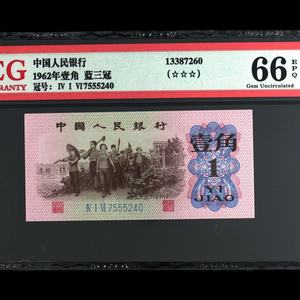 EG
WARRANTY
中国人民银行
1962年壹角 蓝三冠
冠号：Ⅳ Ⅰ Ⅵ7555240
13387260
(☆☆☆)
66 EPQ
Gem Uncirculated
中国人民银行
壹角
1
YI
JIAO
Ⅳ Ⅰ Ⅵ 7555240